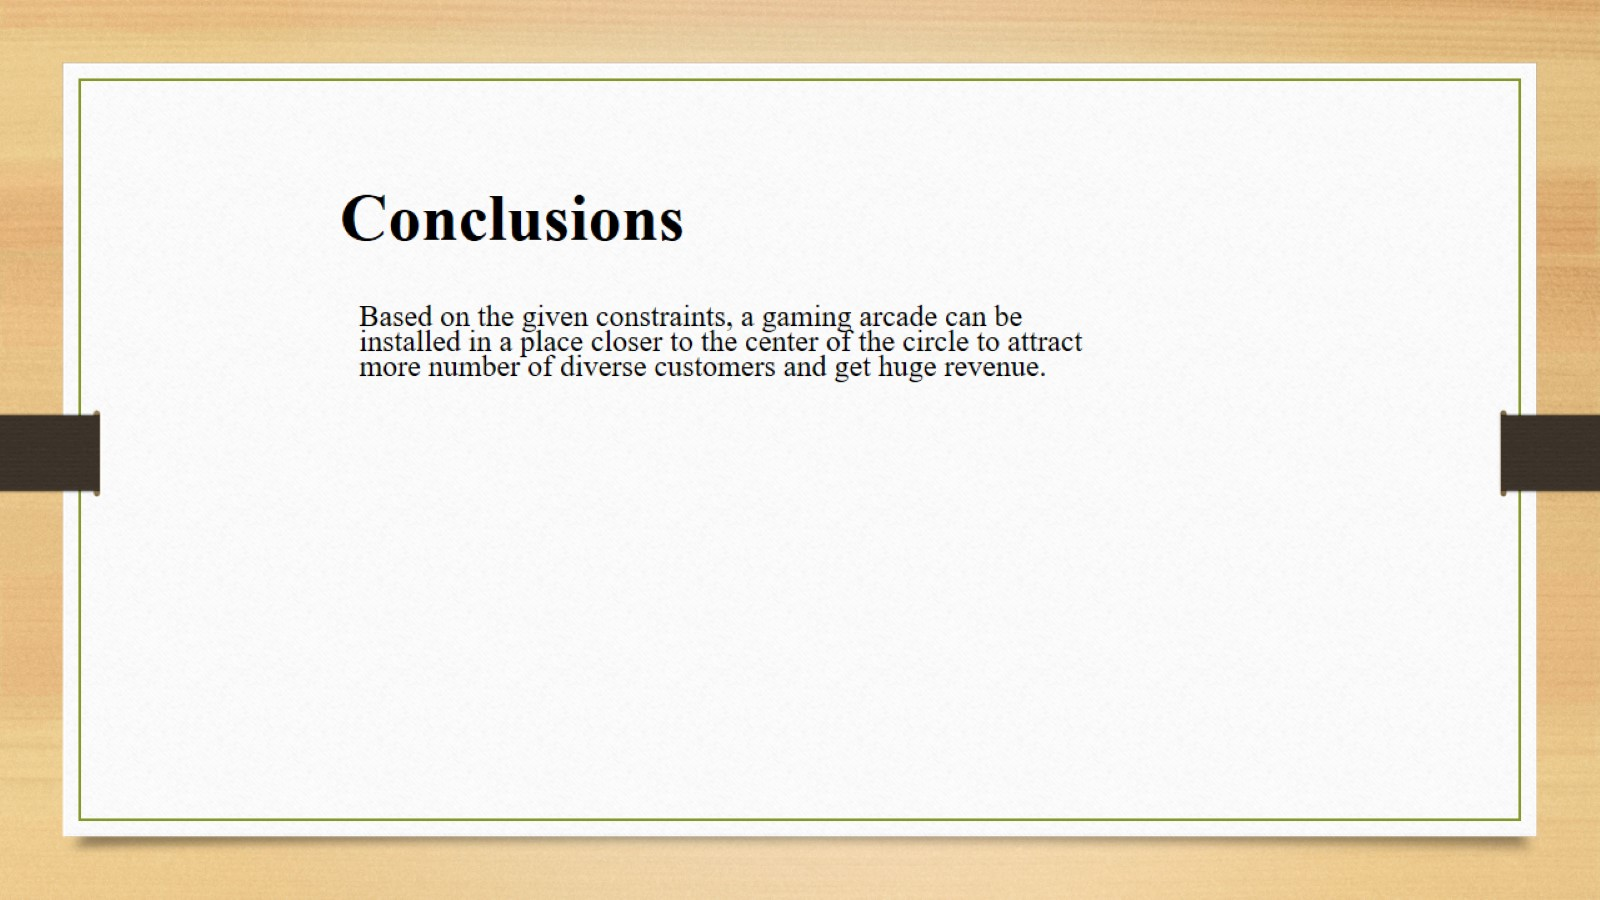 Conclusions
Based on the given constraints, a gaming arcade can be
installed in a place closer to the center of the circle to attract
more number of diverse customers and get huge revenue.